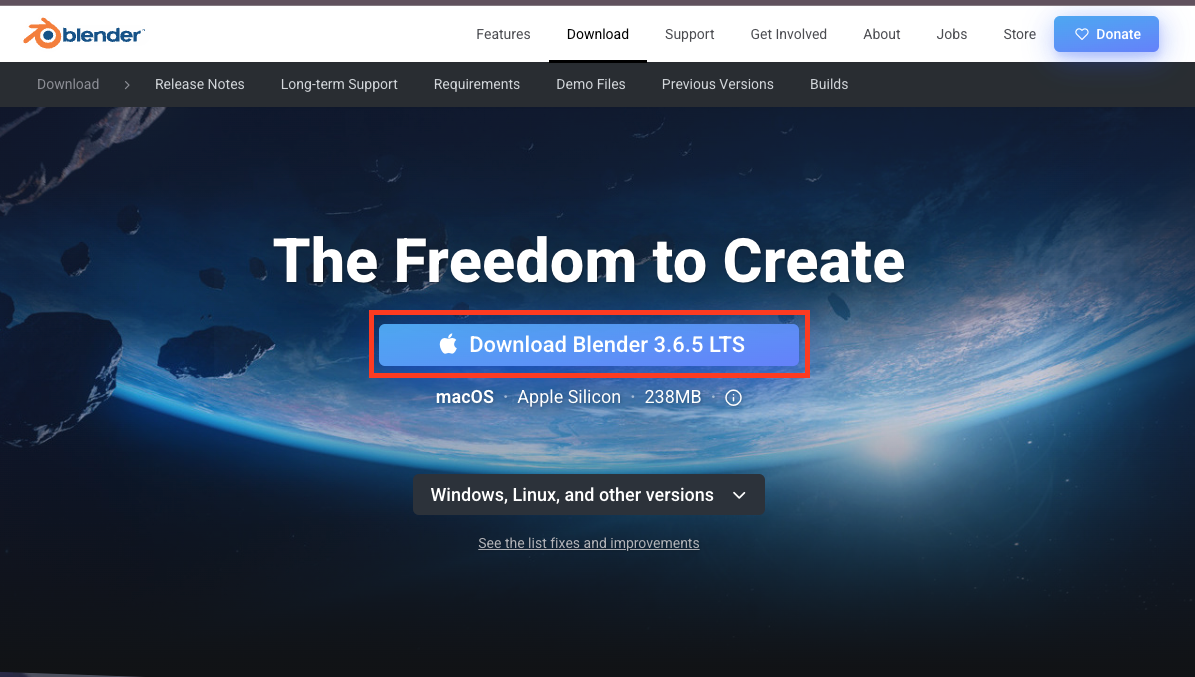 blender™
Features Download Support Get Involved About Jobs Store Donate
Download Release Notes Long-term Support Requirements Demo Files Previous Versions Builds
The Freedom to Create
Download Blender 3.6.5 LTS
macOS · Apple Silicon · 238MB ·
Windows, Linux, and other versions
See the list fixes and improvements